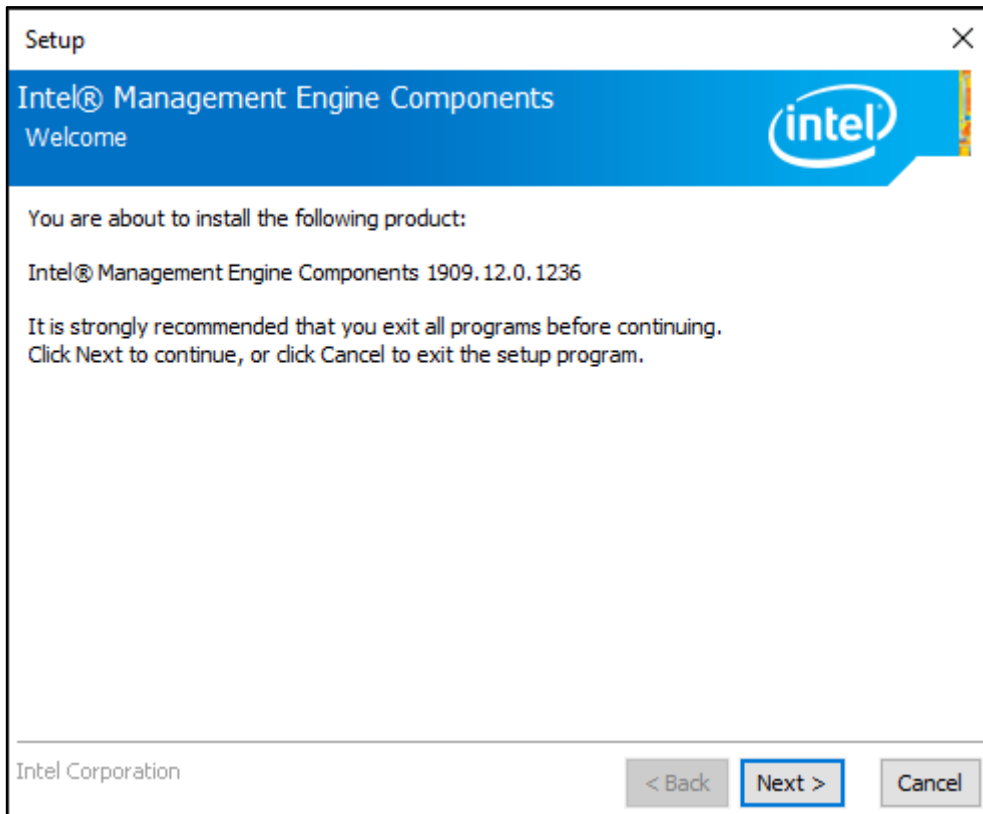 Setup
Intel® Management Engine Components
Welcome
intel
You are about to install the following product:
Intel® Management Engine Components 1909.12.0.1236
It is strongly recommended that you exit all programs before continuing.
Click Next to continue, or click Cancel to exit the setup program.
Intel Corporation
< Back Next > Cancel